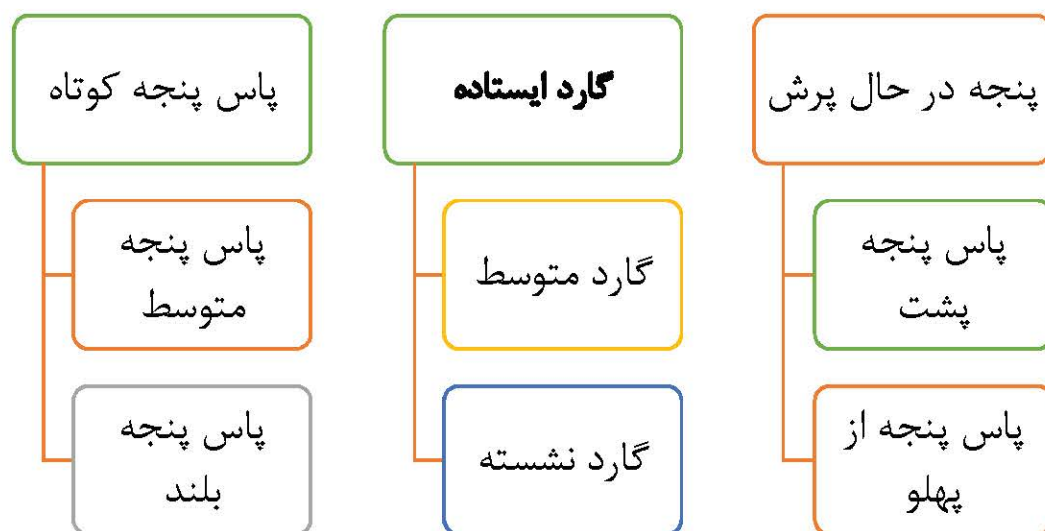 پنجه در حال پرش
پاس پنجه
پشت
پاس پنجه از
پهلو
گارد ایستاده
گارد متوسط
گارد نشسته
پاس پنجه کوتاه
پاس پنجه
متوسط
پاس پنجه
بلند